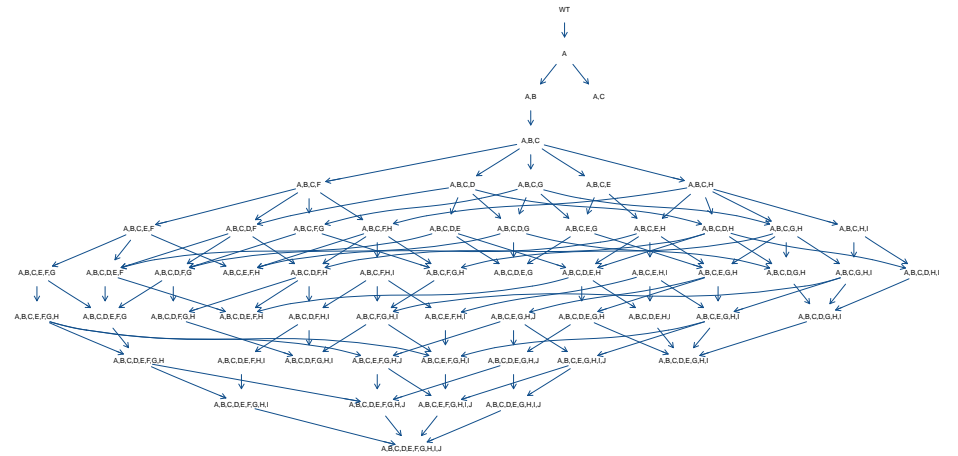 WT
A
A,B A,C
A,B,C
A,B,C,F A,B,C,D A,B,C,G A,B,C,E A,B,C,H
A,B,C,E,F A,B,C,D,F A,B,C,F,G A,B,C,F,H A,B,C,D,E A,B,C,D,G A,B,C,E,G A,B,C,E,H A,B,C,D,H A,B,C,G,H A,B,C,H,I
A,B,C,E,F,G A,B,C,D,E,F A,B,C,D,F,G A,B,C,E,F,H A,B,C,D,F,H A,B,C,F,H,I A,B,C,F,G,H A,B,C,D,E,G A,B,C,D,E,H A,B,C,E,H,I A,B,C,E,G,H A,B,C,D,G,H A,B,C,G,H,I A,B,C,D,H,I
A,B,C,E,F,G,H A,B,C,D,E,F,G A,B,C,D,F,G,H A,B,C,D,E,F,H A,B,C,D,F,H,I A,B,C,F,G,H,I A,B,C,E,F,H,I A,B,C,E,G,H,J A,B,C,D,E,G,H A,B,C,D,E,H,I A,B,C,E,G,H,I A,B,C,D,G,H,I
A,B,C,D,E,F,G,H A,B,C,D,E,F,H,I A,B,C,D,F,G,H,I A,B,C,E,F,G,H,J A,B,C,E,F,G,H,I A,B,C,D,E,G,H,J A,B,C,E,G,H,I,J A,B,C,D,E,G,H,I
A,B,C,D,E,F,G,H,I A,B,C,D,E,F,G,H,J A,B,C,E,F,G,H,I,J A,B,C,D,E,G,H,I,J
A,B,C,D,E,F,G,H,I,J